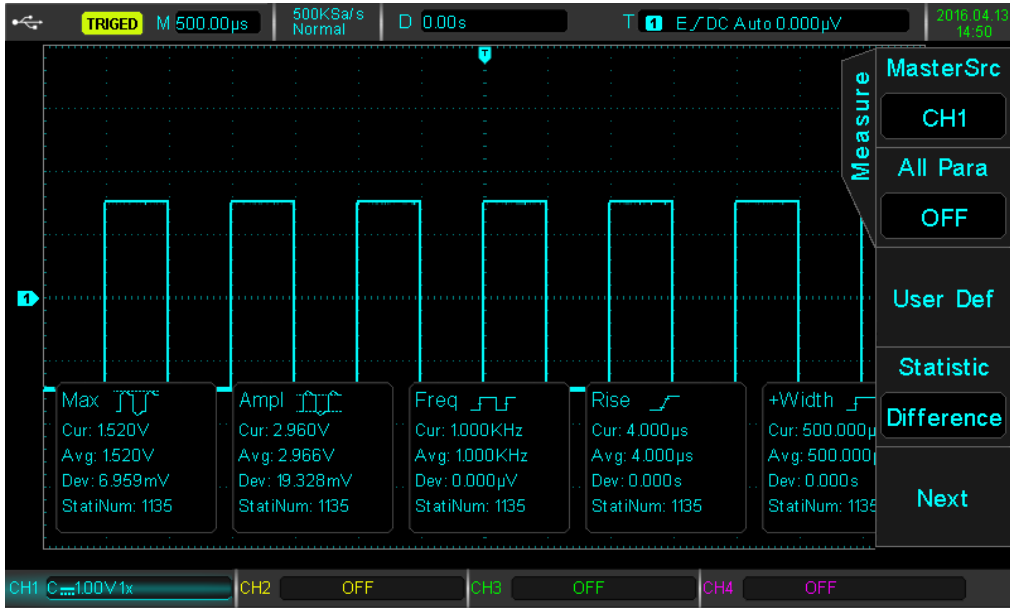 TRIGED M 500.00µs 500KSa/s Normal D 0.00s T 1 E DC Auto 0.000µV 2016.04.13 14:50
T
Measure
MasterSrc
CH1
All Para
OFF
User Def
Statistic
Difference
Next
1
Max
Cur: 1.520V
Avg: 1.520V
Dev: 6.959mV
StatiNum: 1135
Ampl
Cur: 2.960V
Avg: 2.966V
Dev: 19.328mV
StatiNum: 1135
Freq
Cur: 1.000KHz
Avg: 1.000KHz
Dev: 0.000µV
StatiNum: 1135
Rise
Cur: 4.000µs
Avg: 4.000µs
Dev: 0.000s
StatiNum: 1135
+Width
Cur: 500.000µ
Avg: 500.000
Dev: 0.000s
StatiNum: 1135
CH1 C 1.00V 1x CH2 OFF CH3 OFF CH4 OFF